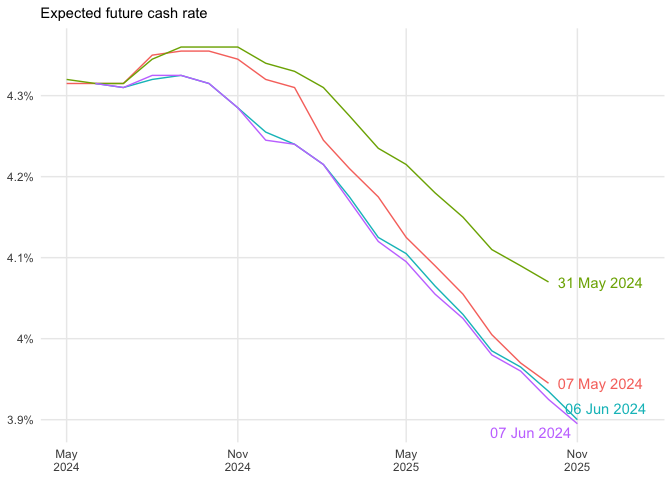 Expected future cash rate
4.3%
4.2%
4.1%
4%
3.9%
31 May 2024
07 May 2024
06 Jun 2024
07 Jun 2024
May
2024
Nov
2024
May
2025
Nov
2025